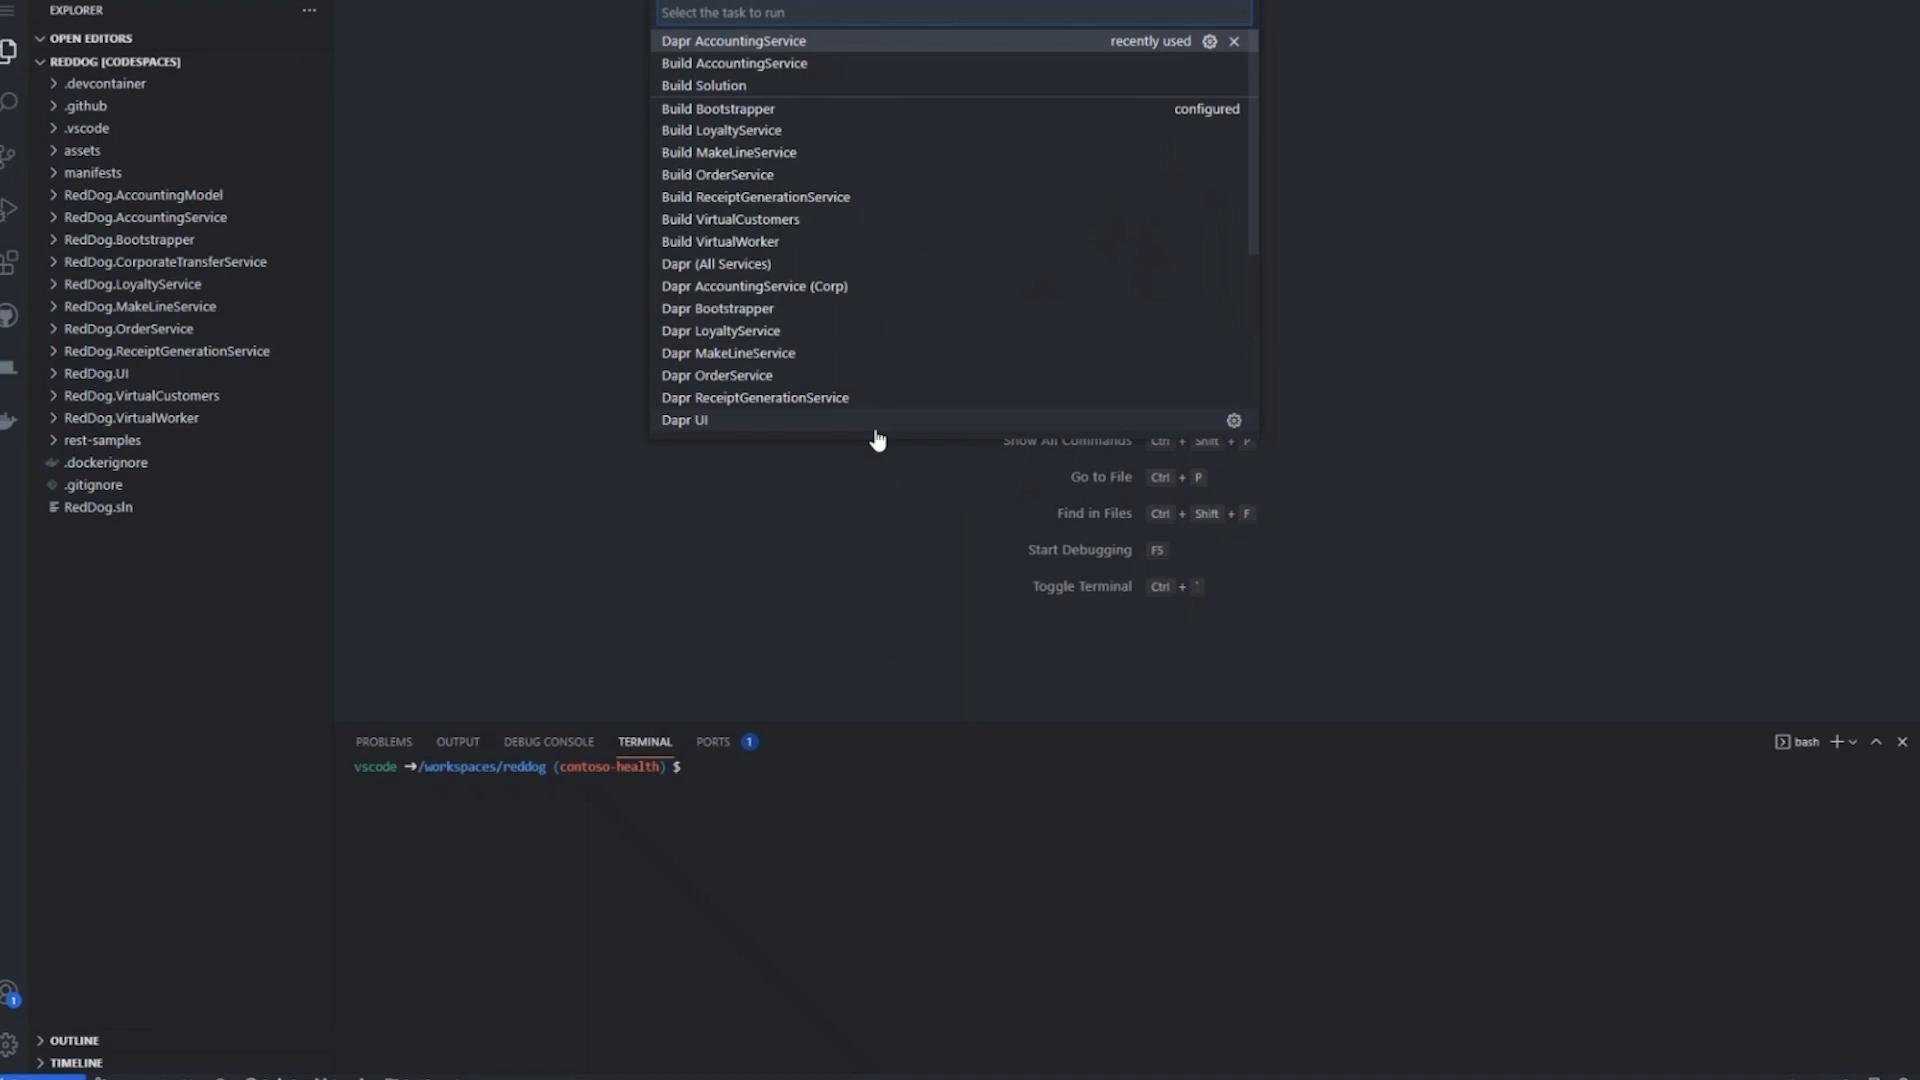 EXPLORER
OPEN EDITORS
REDDOG [CODESPACES]
.devcontainer
.github
.vscode
assets
manifests
RedDog.AccountingModel
RedDog.AccountingService
RedDog.Bootstrapper
RedDog.CorporateTransferService
RedDog.LoyaltyService
RedDog.MakeLineService
RedDog.OrderService
RedDog.ReceiptGenerationService
RedDog.UI
RedDog.VirtualCustomers
RedDog.VirtualWorker
rest-samples
.dockerignore
.gitignore
RedDog.sln
OUTLINE
TIMELINE
1
Select the task to run
Dapr AccountingService recently used
Build AccountingService
Build Solution
Build Bootstrapper configured
Build LoyaltyService
Build MakeLineService
Build OrderService
Build ReceiptGenerationService
Build VirtualCustomers
Build VirtualWorker
Dapr (All Services)
Dapr AccountingService (Corp)
Dapr Bootstrapper
Dapr LoyaltyService
Dapr MakeLineService
Dapr OrderService
Dapr ReceiptGenerationService
Dapr UI
Show All Commands Ctrl + Shift + P
Go to File Ctrl + P
Find in Files Ctrl + Shift + F
Start Debugging F5
Toggle Terminal Ctrl + `
PROBLEMS OUTPUT DEBUG CONSOLE TERMINAL PORTS 1 bash
vscode ➜/workspaces/reddog (contoso-health) $